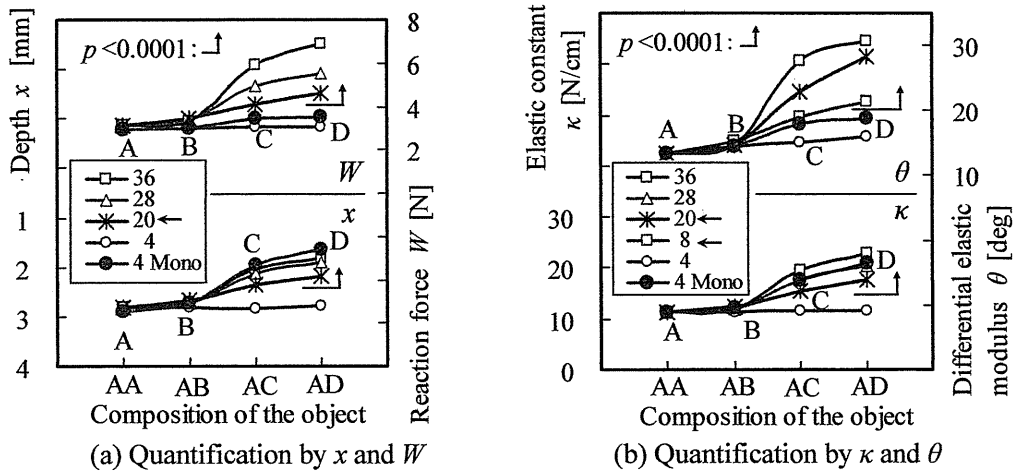 Depth x [mm]
p <0.0001:
8
6
4
2
Reaction force W [N]
A
B
C
D
W
x
36
28
20
4
4 Mono
1
2
3
4
A
B
C
D
AA AB AC AD
Composition of the object
(a) Quantification by x and W
Elastic constant κ [N/cm]
p <0.0001:
30
20
10
Differential elastic modulus θ [deg]
A
B
C
D
θ
κ
36
28
20
8
4
4 Mono
30
20
10
0
A
B
C
D
AA AB AC AD
Composition of the object
(b) Quantification by κ and θ